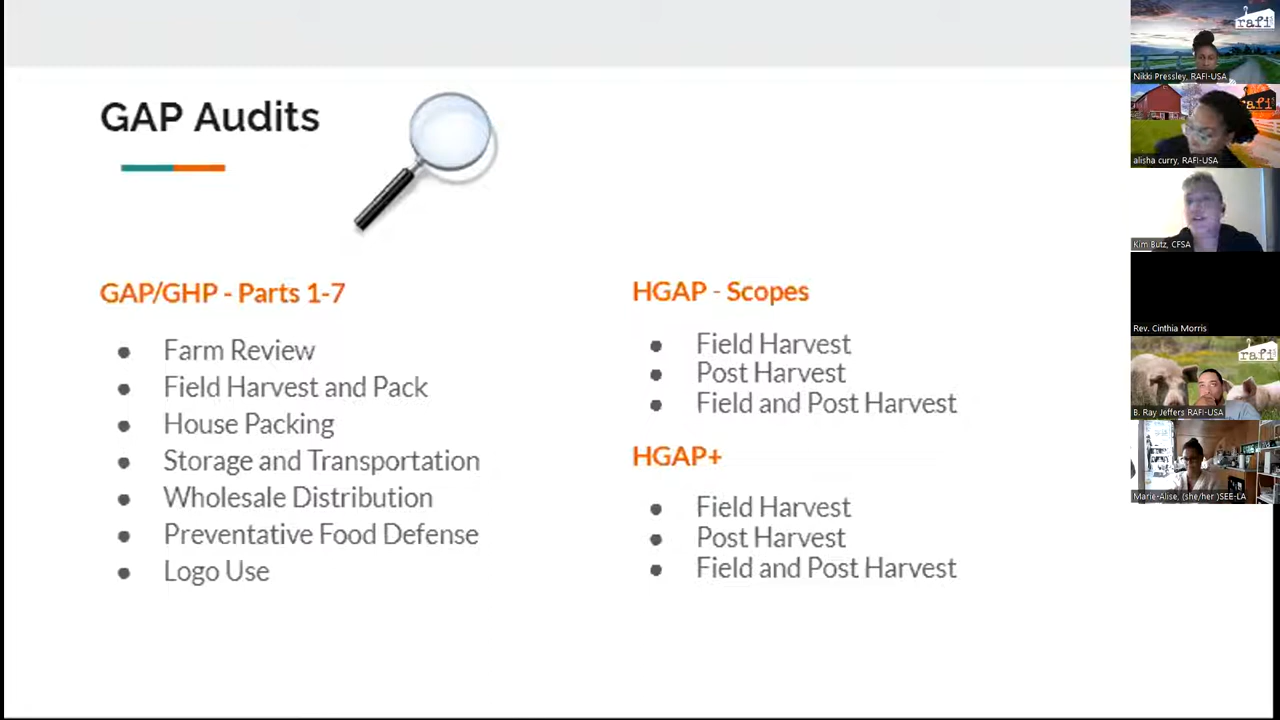 GAP Audits
GAP/GHP - Parts 1-7
● Farm Review
● Field Harvest and Pack
● House Packing
● Storage and Transportation
● Wholesale Distribution
● Preventative Food Defense
● Logo Use
HGAP - Scopes
● Field Harvest
● Post Harvest
● Field and Post Harvest
HGAP+
● Field Harvest
● Post Harvest
● Field and Post Harvest
rafi
Nikki Pressley, RAFI-USA
rafi
alisha curry, RAFI-USA
Kim Butz, CFSA
Rev. Cinthia Morris
rafi
B. Ray Jeffers RAFI-USA
Marie-Alise, (she/her )SEE-LA